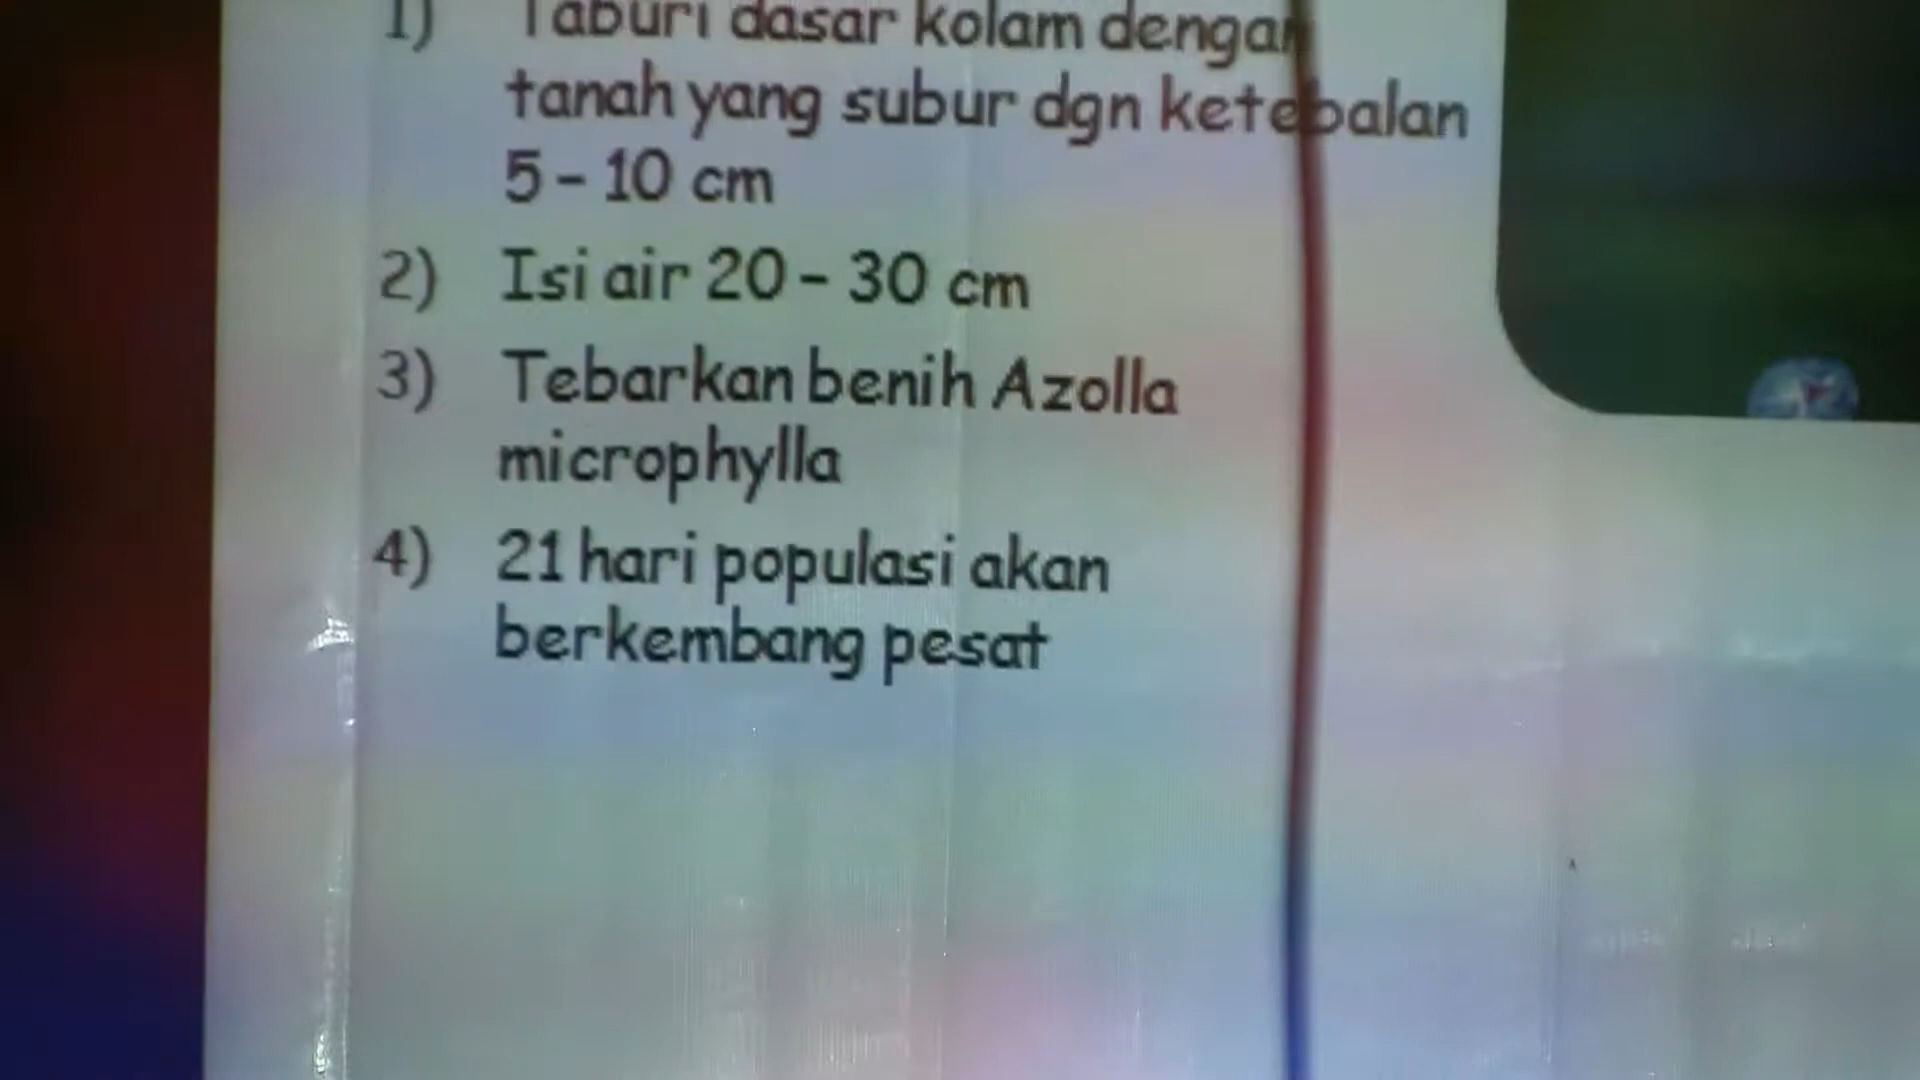 1) Taburi dasar kolam dengan
tanah yang subur dgn ketebalan
5 - 10 cm
2) Isi air 20 - 30 cm
3) Tebarkan benih Azolla
microphylla
4) 21 hari populasi akan
berkembang pesat